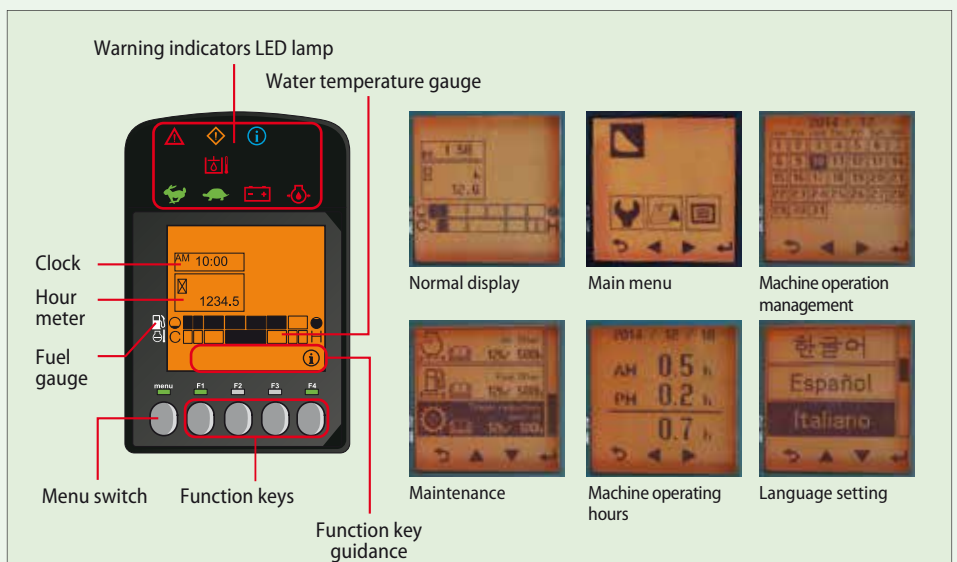 Warning indicators LED lamp
Water temperature gauge
Clock
Hour
meter
Fuel
gauge
AM 10:00
1234.5
C H
menu F1 F2 F3 F4
Menu switch
Function keys
Function key
guidance
1:58
12.6
C H
Normal display
Main menu
2014 / 12
Machine operation
management
Maintenance
2014 / 12 / 10
AM 0.5 h
PM 0.2 h
0.7 h
Machine operating
hours
한글어
Español
Italiano
Language setting